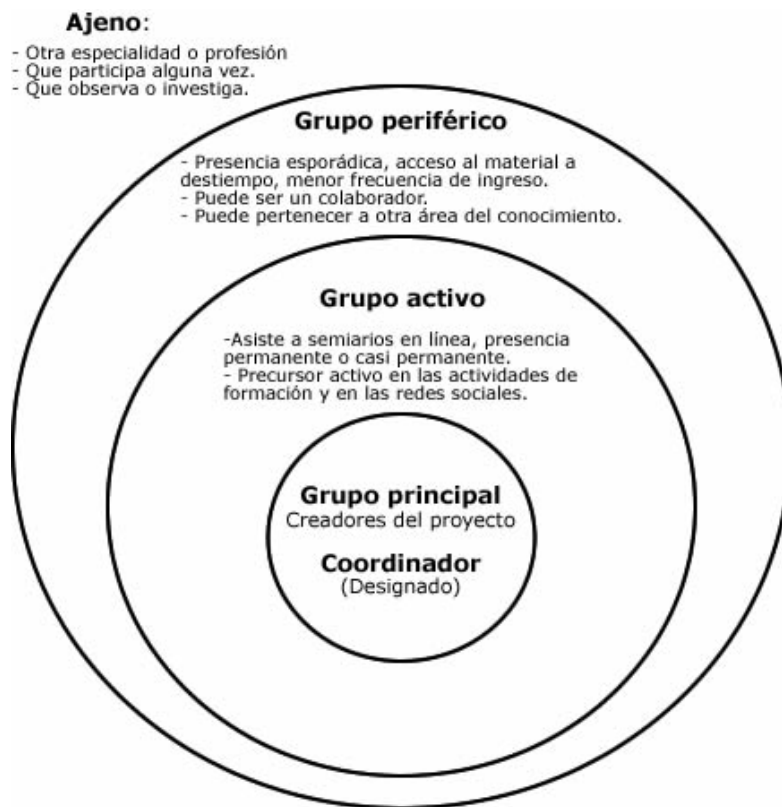 Ajeno:
- Otra especialidad o profesión
- Que participa alguna vez.
- Que observa o investiga.
Grupo periférico
- Presencia esporádica, acceso al material a
destiempo, menor frecuencia de ingreso.
- Puede ser un colaborador.
- Puede pertenecer a otra área del conocimiento.
Grupo activo
-Asiste a semiarios en línea, presencia
permanente o casi permanente.
- Precursor activo en las actividades de
formación y en las redes sociales.
Grupo principal
Creadores del proyecto
Coordinador
(Designado)